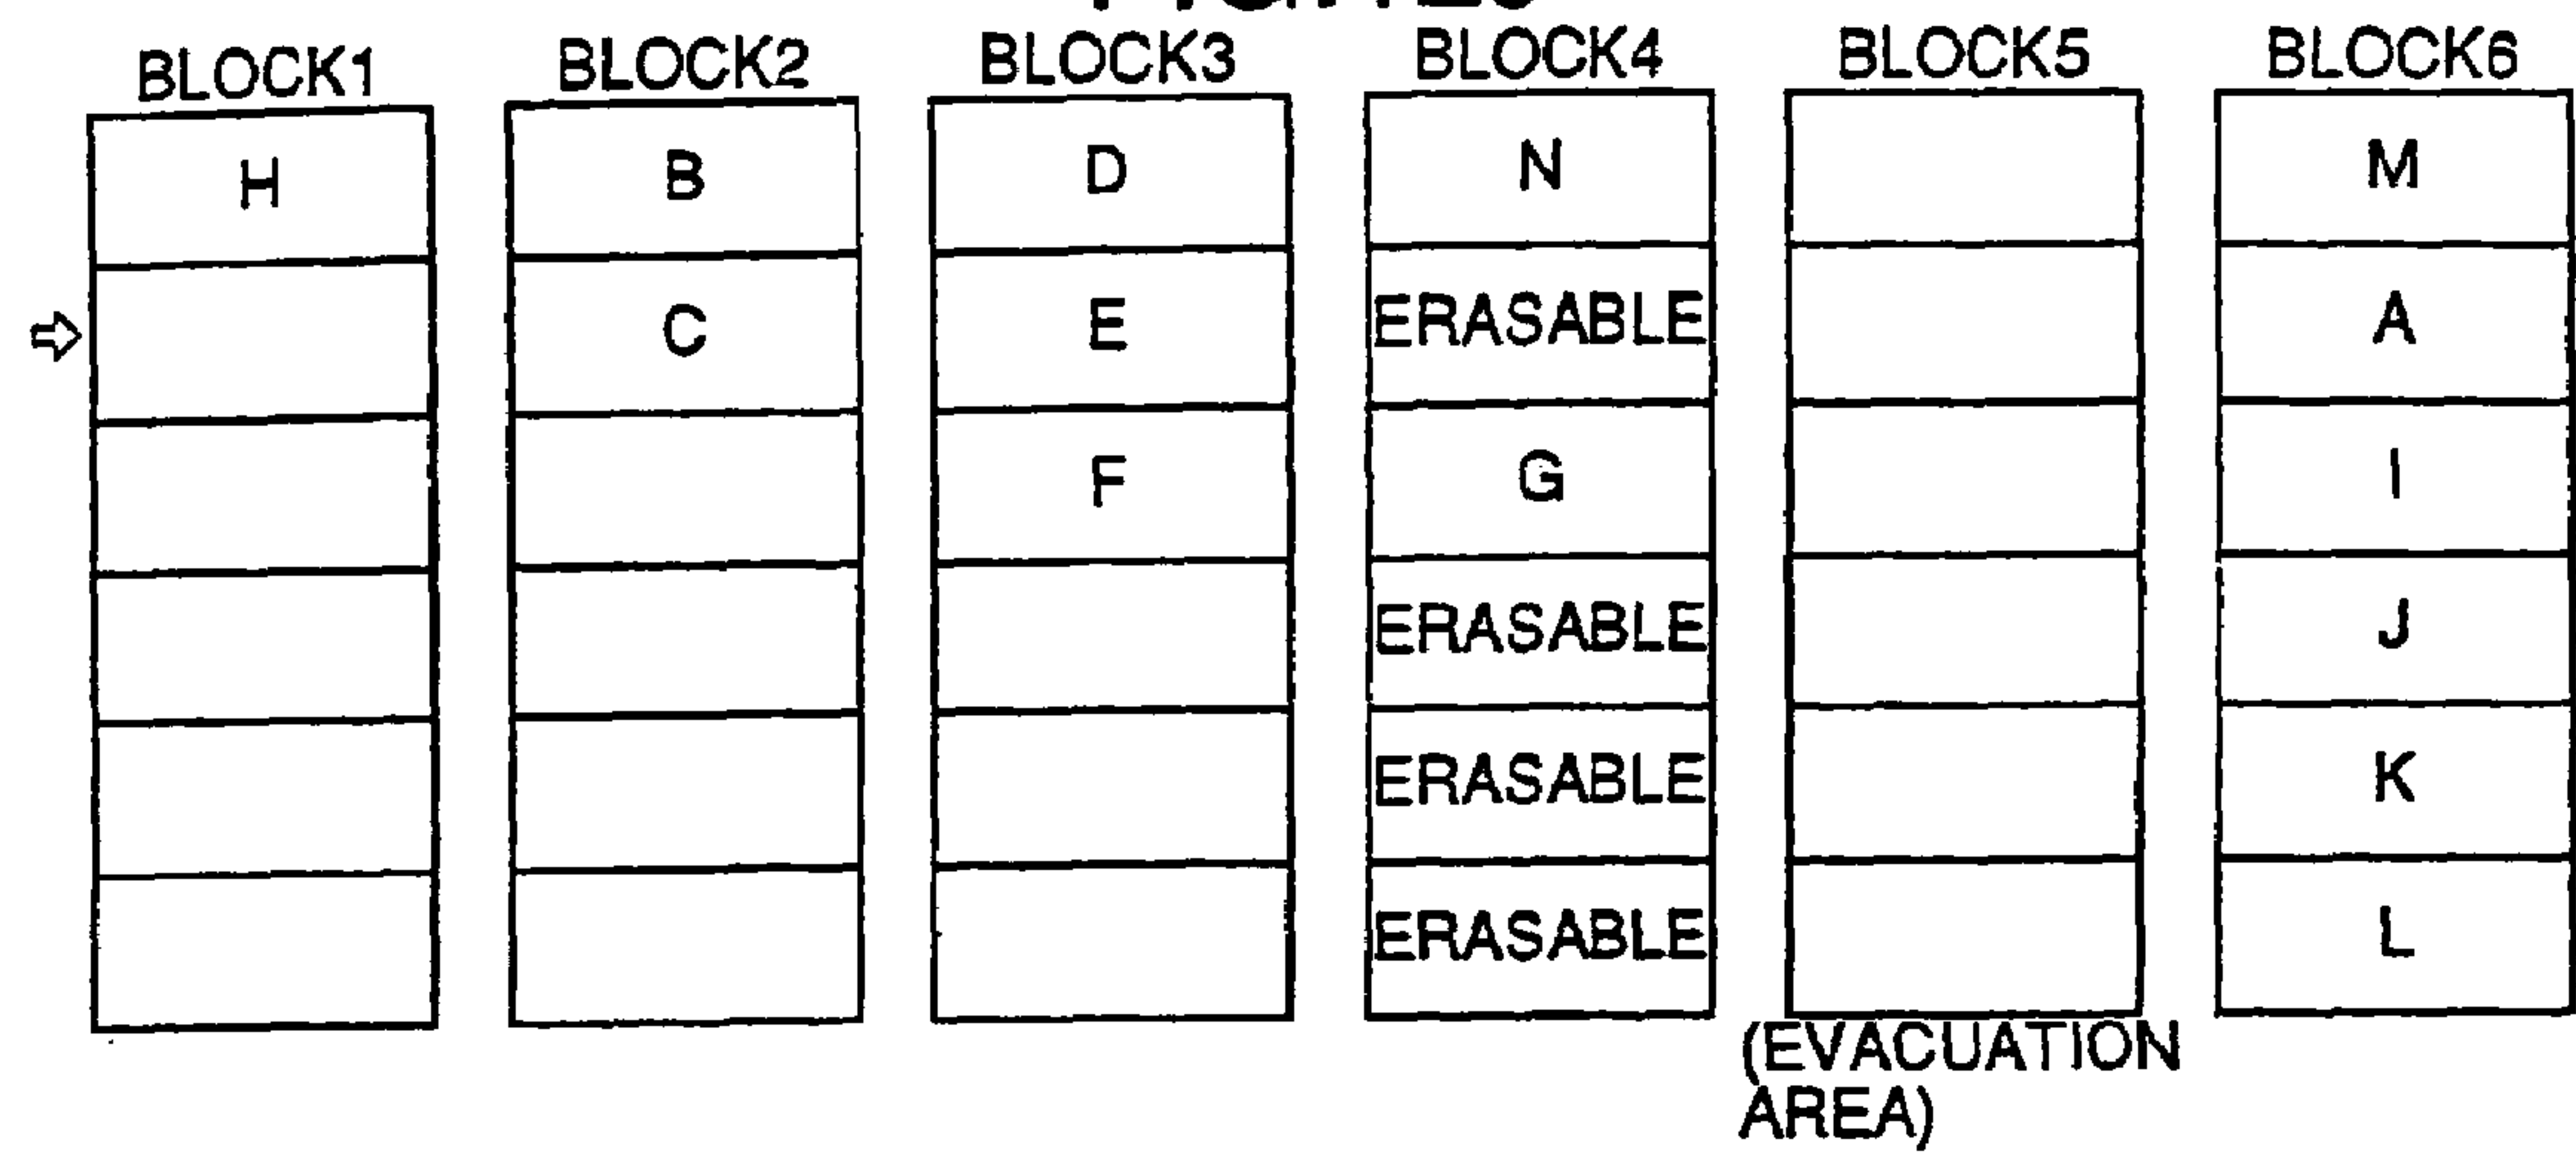 BLOCK1 BLOCK2 BLOCK3 BLOCK4 BLOCK5 BLOCK6
H B D N M
C E ERASABLE A
F G I
ERASABLE J
ERASABLE K
ERASABLE L
(EVACUATION
AREA)